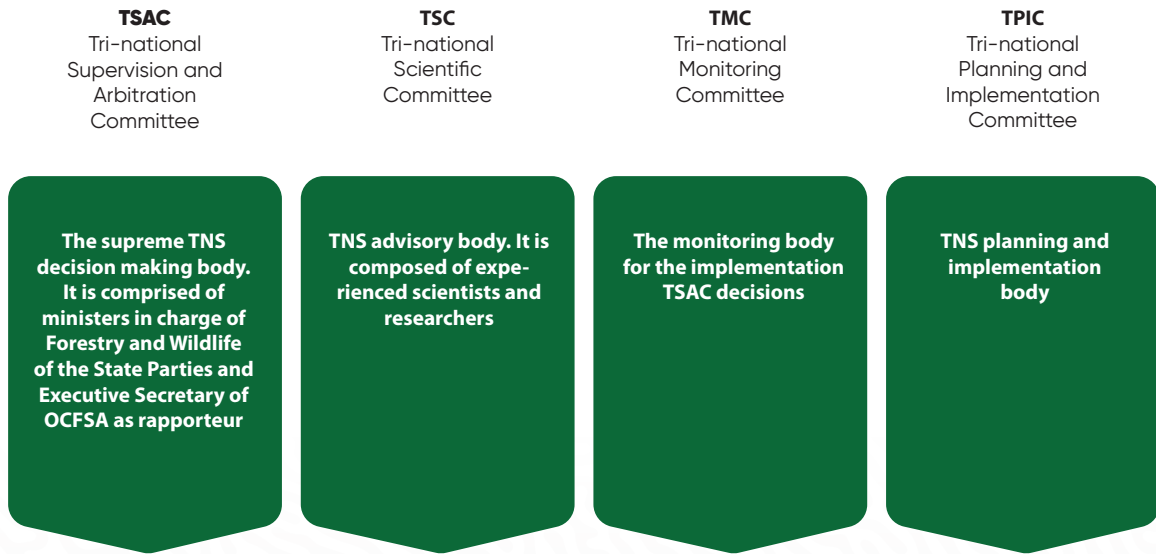 TSAC
Tri-national
Supervision and
Arbitration
Committee
TSC
Tri-national
Scientific
Committee
TMC
Tri-national
Monitoring
Committee
TPIC
Tri-national
Planning and
Implementation
Committee
The supreme TNS
decision making body.
It is comprised of
ministers in charge of
Forestry and Wildlife
of the State Parties and
Executive Secretary of
OCFSA as rapporteur
TNS advisory body. It is
composed of expe-
rienced scientists and
researchers
The monitoring body
for the implementation
TSAC decisions
TNS planning and
implementation
body